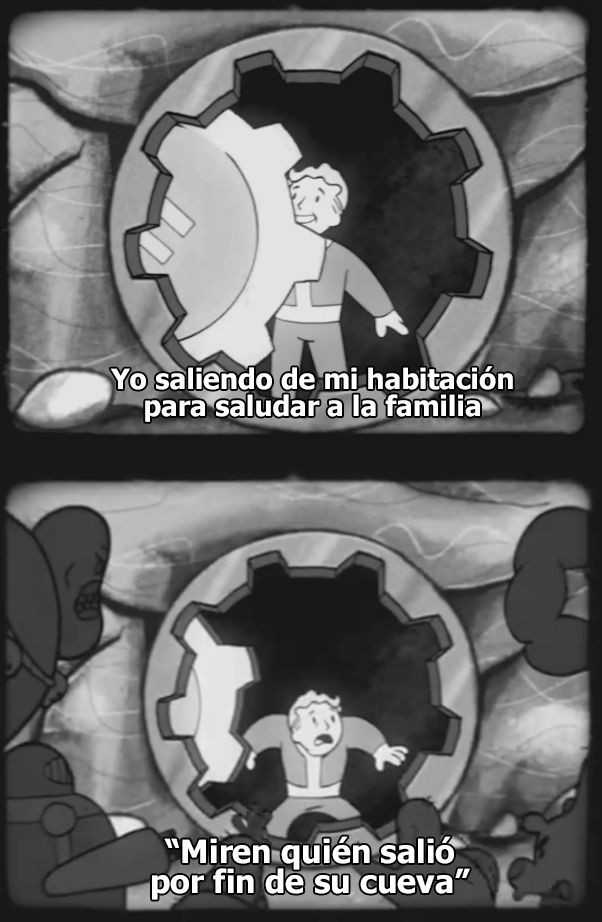 Yo saliendo de mi habitación
para saludar a la familia
“Miren quién salió
por fin de su cueva”